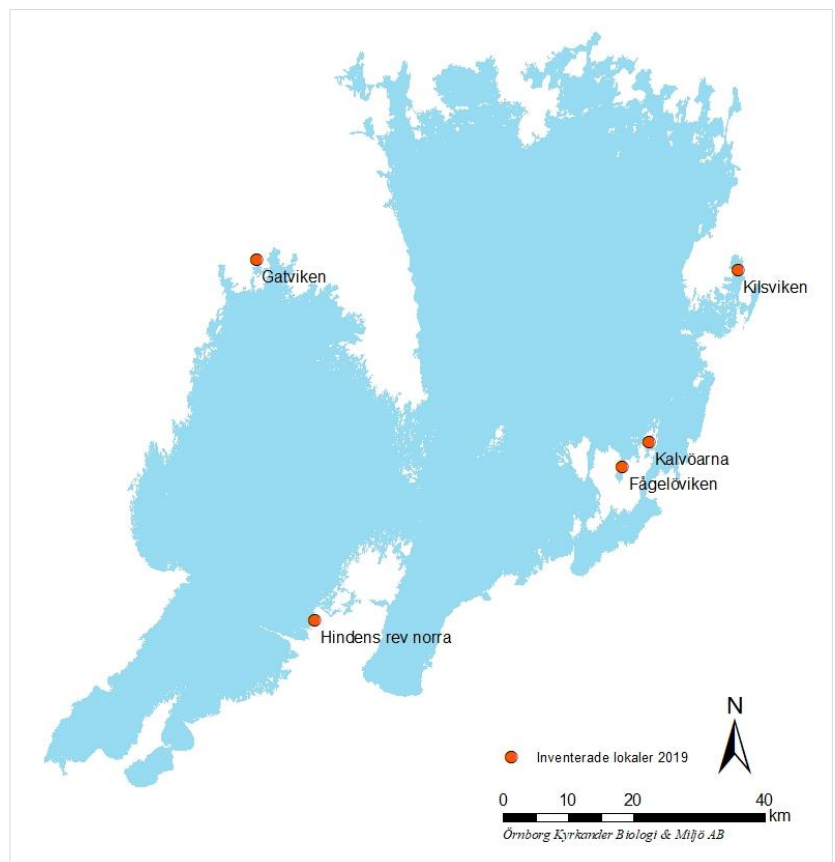 Gatviken
Kilsviken
Kalvöarna
Fågelöviken
Hindens rev norra
N
Inventerade lokaler 2019
0 10 20 40
km
Örnborg Kyrkander Biologi & Miljö AB